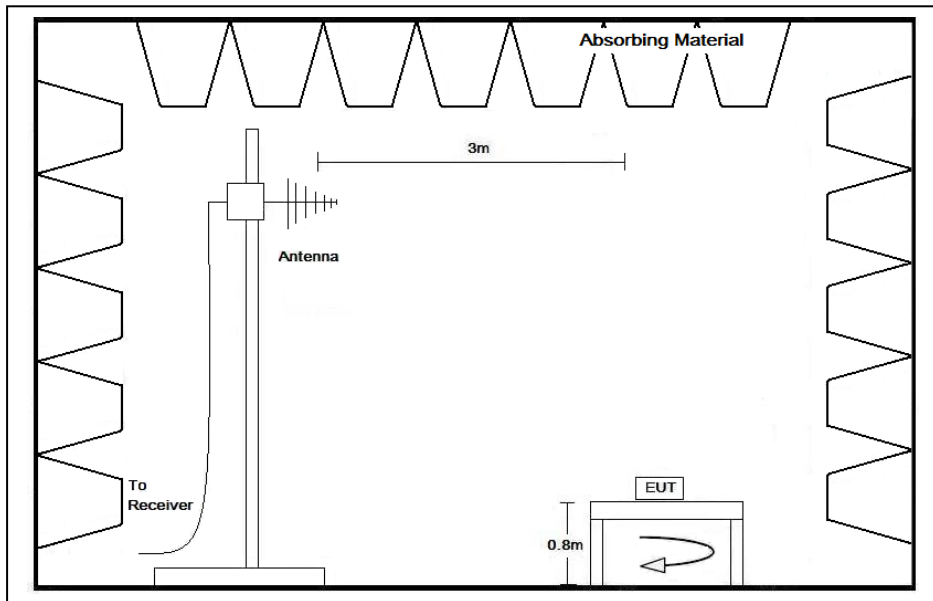 Absorbing Material
3m
Antenna
To
Receiver
EUT
0.8m